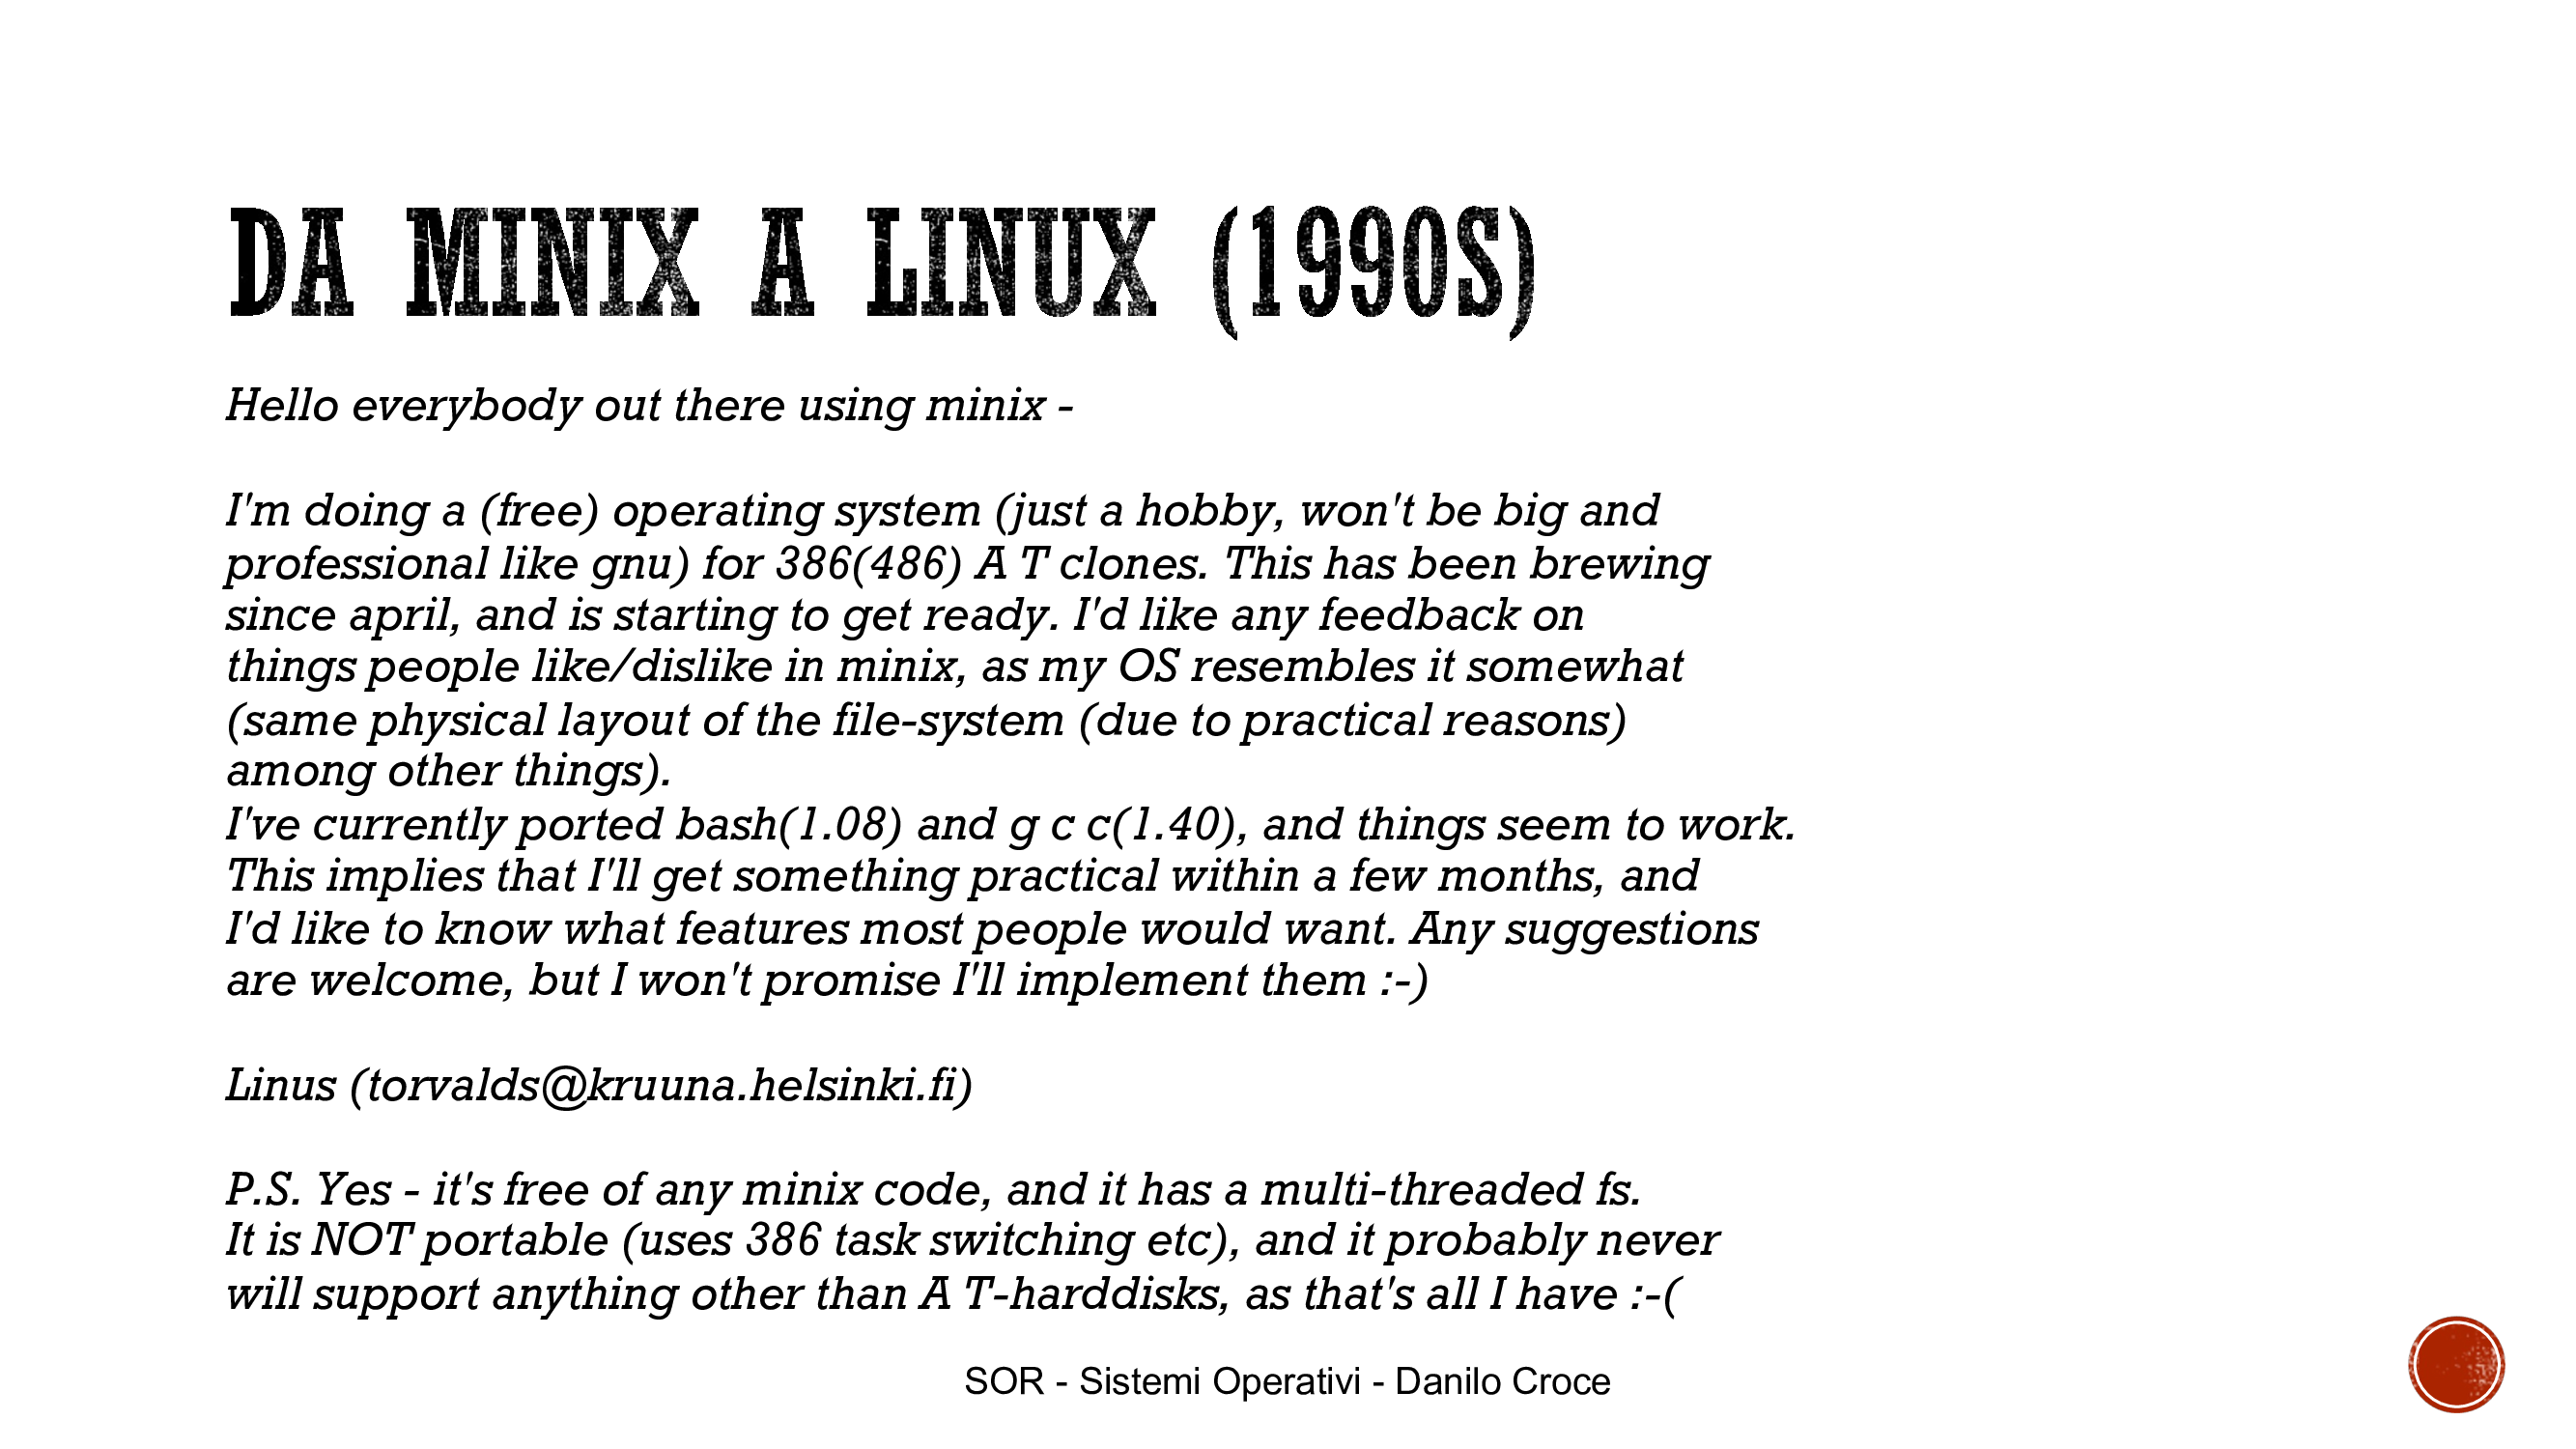 DA MINIX A LINUX (1990S)
Hello everybody out there using minix -
I'm doing a (free) operating system (just a hobby, won't be big and
professional like gnu) for 386(486) A T clones. This has been brewing
since april, and is starting to get ready. I'd like any feedback on
things people like/dislike in minix, as my OS resembles it somewhat
(same physical layout of the file-system (due to practical reasons)
among other things).
I've currently ported bash(1.08) and g c c(1.40), and things seem to work.
This implies that I'll get something practical within a few months, and
I'd like to know what features most people would want. Any suggestions
are welcome, but I won't promise I'll implement them :-)
Linus (torvalds@kruuna.helsinki.fi)
P.S. Yes - it's free of any minix code, and it has a multi-threaded fs.
It is NOT portable (uses 386 task switching etc), and it probably never
will support anything other than A T-harddisks, as that's all I have :-(
SOR - Sistemi Operativi - Danilo Croce